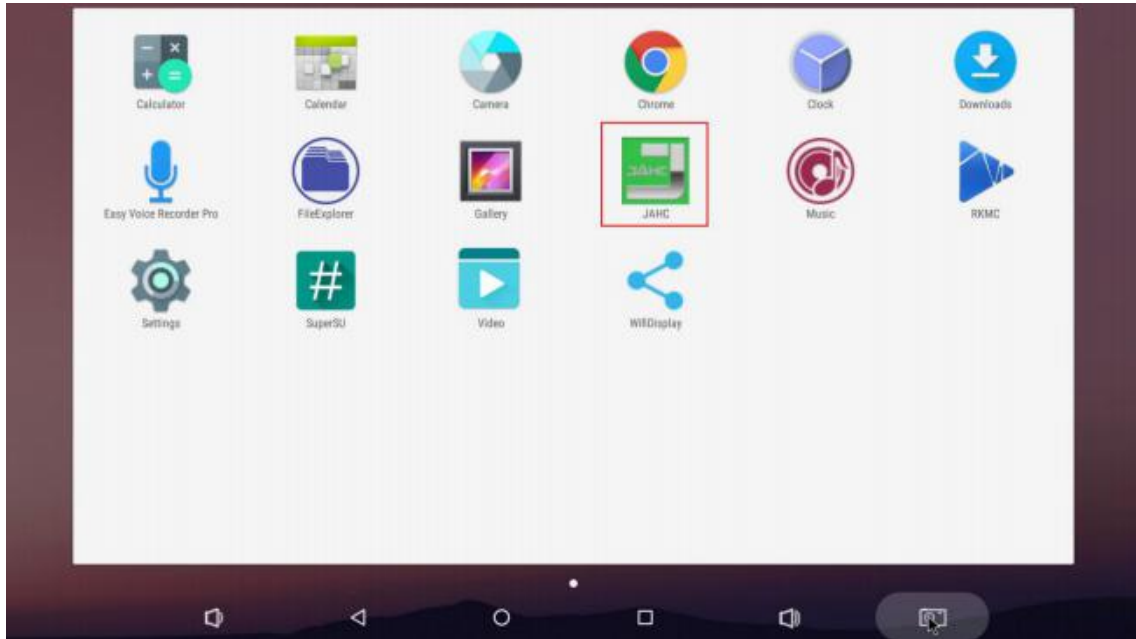 Calculator
Calendar
Camera
Chrome
Clock
Downloads
Easy Voice Recorder Pro
FileExplorer
Gallery
JAHC
JAHC
Music
RKMC
Settings
#
SuperSU
Video
WifiDisplay